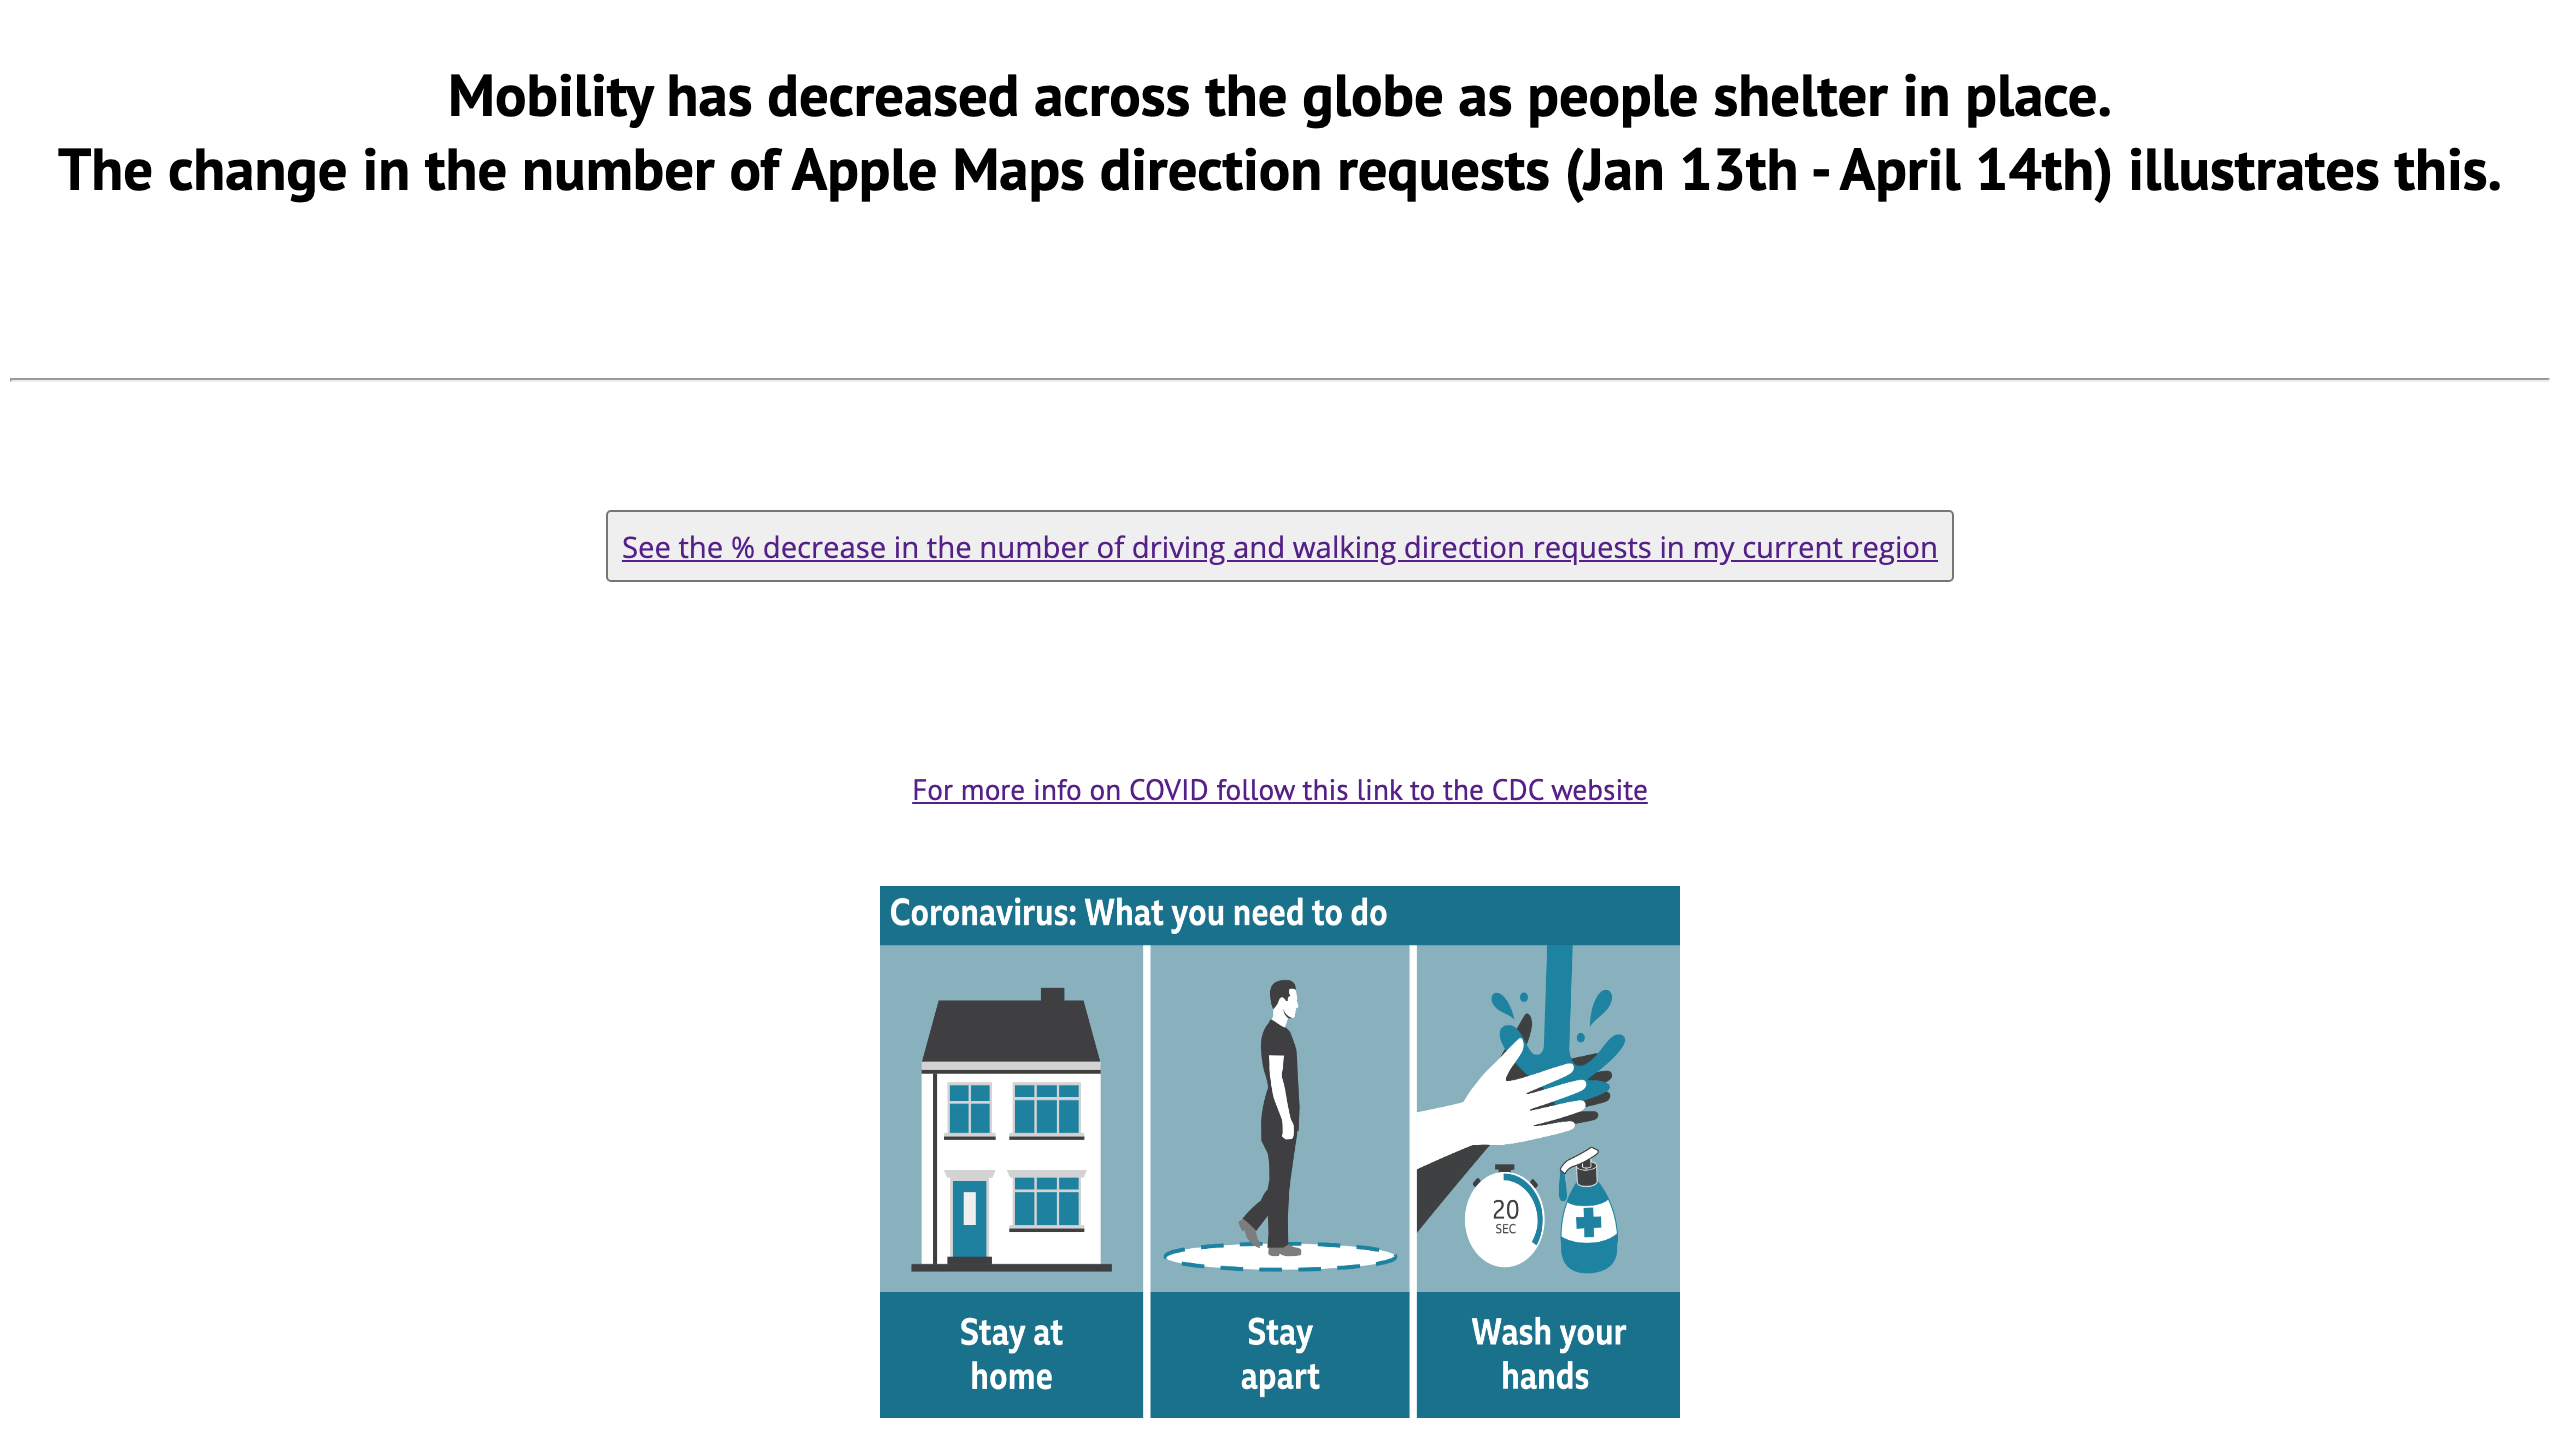 Mobility has decreased across the globe as people shelter in place.
The change in the number of Apple Maps direction requests (Jan 13th - April 14th) illustrates this.
See the % decrease in the number of driving and walking direction requests in my current region
For more info on COVID follow this link to the CDC website
Coronavirus: What you need to do
20
SEC
Stay at
home
Stay
apart
Wash your
hands